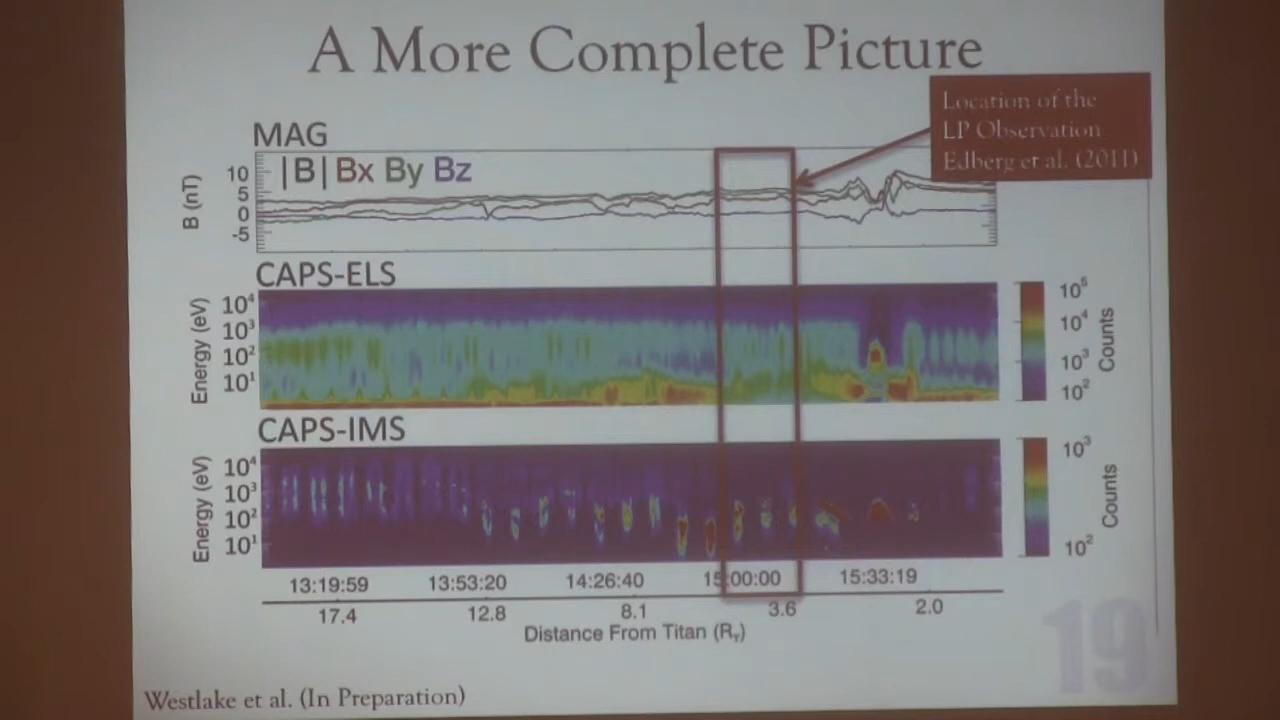 A More Complete Picture
Location of the
LP Observation
Edberg et al. (2011)
MAG
|B| Bx By Bz
B (nT)
10
5
0
-5
CAPS-ELS
Energy (eV)
10⁴
10³
10²
10¹
10⁵
10⁴
10³
10²
Counts
CAPS-IMS
Energy (eV)
10⁴
10³
10²
10¹
10³
10²
Counts
13:19:59 13:53:20 14:26:40 15:00:00 15:33:19
17.4 12.8 8.1 3.6 2.0
Distance From Titan (R_T)
19
Westlake et al. (In Preparation)